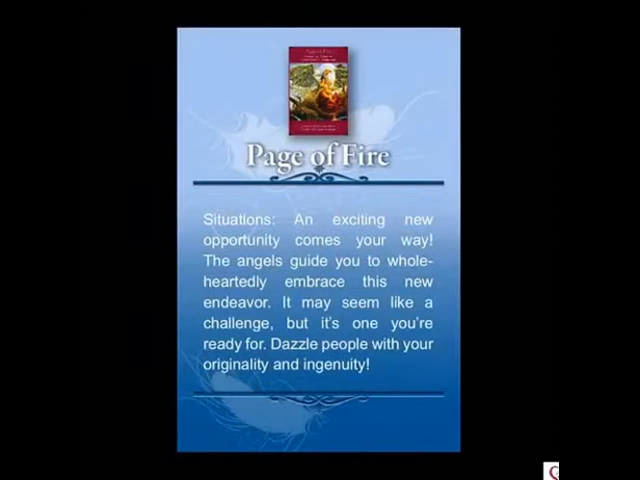 Page of Fire
Situations: An exciting new
opportunity comes your way!
The angels guide you to whole-
heartedly embrace this new
endeavor. It may seem like a
challenge, but it's one you're
ready for. Dazzle people with your
originality and ingenuity!